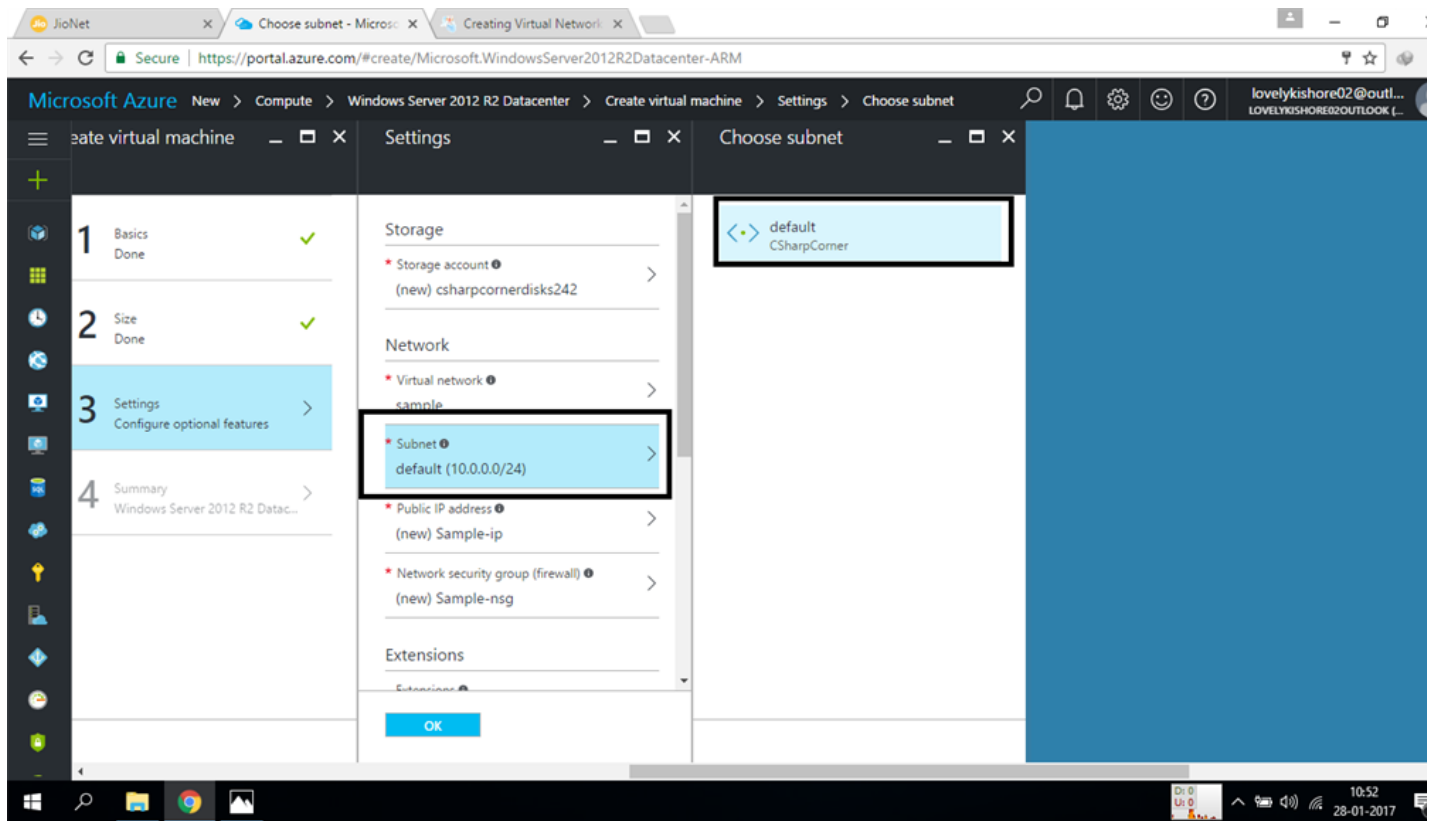 JioNet
Choose subnet - Microsc
Creating Virtual Network
Secure
https://portal.azure.com/#create/Microsoft.WindowsServer2012R2Datacenter-ARM
Microsoft Azure New > Compute > Windows Server 2012 R2 Datacenter > Create virtual machine > Settings > Choose subnet
lovelykishore02@outl...
LOVELYKISHORE02OUTLOOK (...
eate virtual machine
Settings
Choose subnet
1 Basics
Done
2 Size
Done
3 Settings
Configure optional features
4 Summary
Windows Server 2012 R2 Datac...
Storage
* Storage account
(new) csharpcornerdisks242
Network
* Virtual network
sample
* Subnet
default (10.0.0.0/24)
* Public IP address
(new) Sample-ip
* Network security group (firewall)
(new) Sample-nsg
Extensions
Extensions
OK
default
CSharpCorner
D: 0
U: 0
10:52
28-01-2017